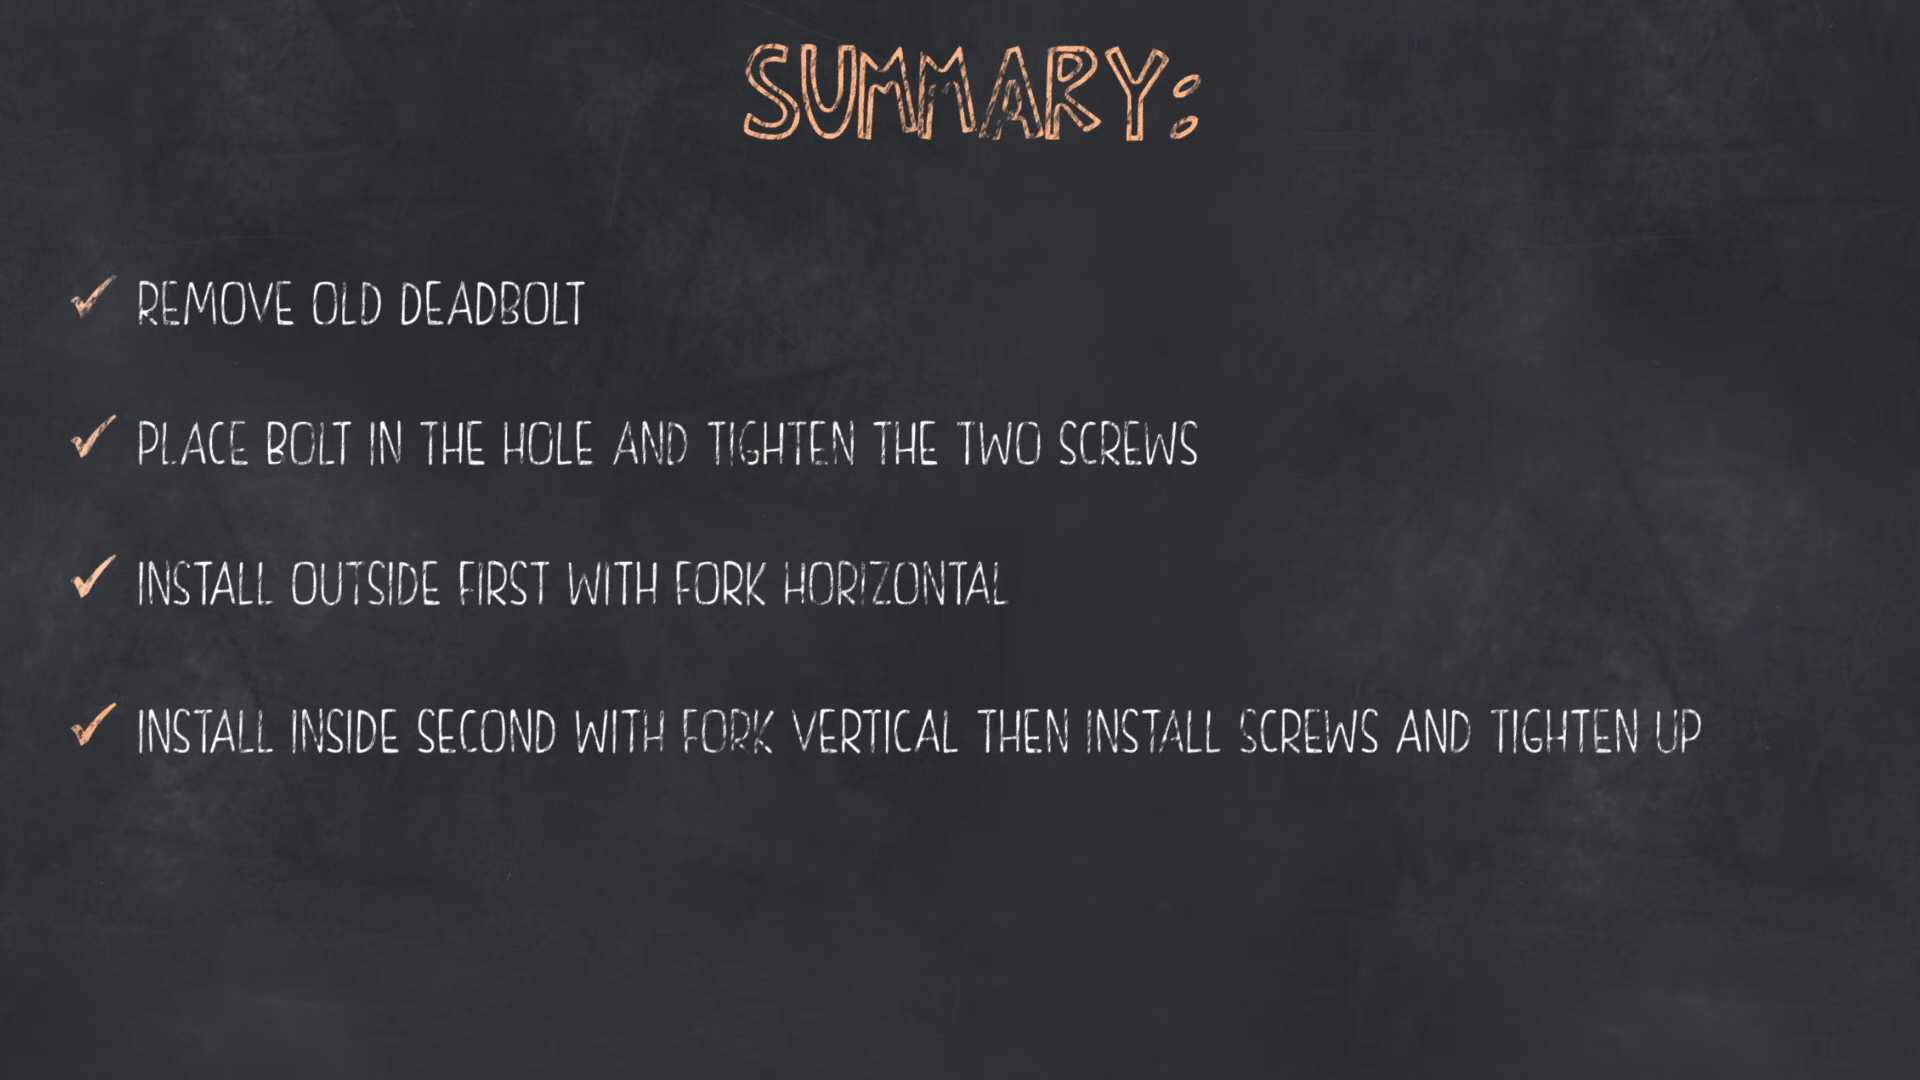 SUMMARY:
REMOVE OLD DEADBOLT
PLACE BOLT IN THE HOLE AND TIGHTEN THE TWO SCREWS
INSTALL OUTSIDE FIRST WITH FORK HORIZONTAL
INSTALL INSIDE SECOND WITH FORK VERTICAL THEN INSTALL SCREWS AND TIGHTEN UP